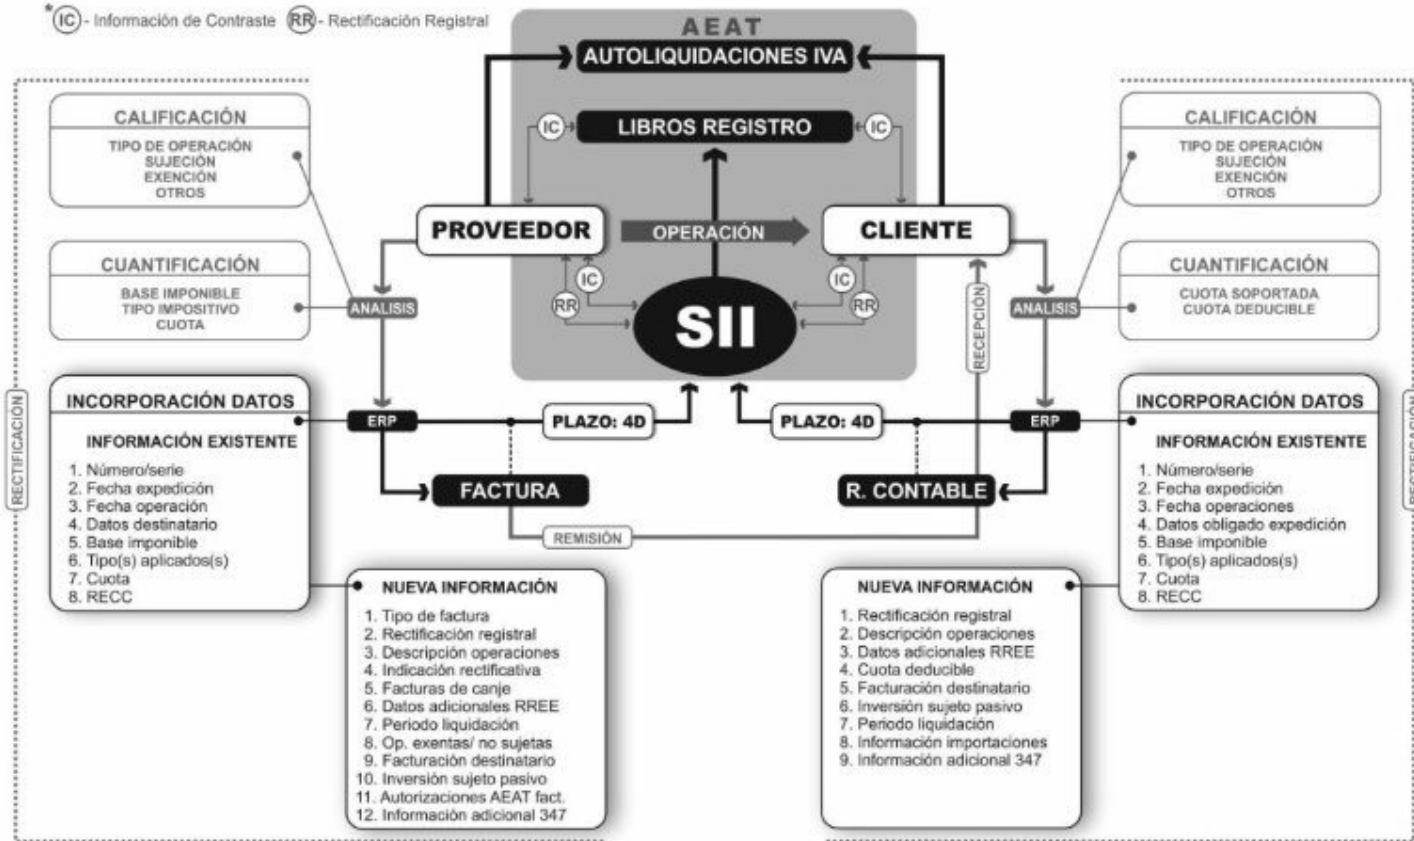 * IC - Información de Contraste RR - Rectificación Registral
AEAT
AUTOLIQUIDACIONES IVA
IC
LIBROS REGISTRO
IC
PROVEEDOR
OPERACIÓN
CLIENTE
IC
RR
IC
RR
SII
CALIFICACIÓN
TIPO DE OPERACIÓN
SUJECIÓN
EXENCIÓN
OTROS
CUANTIFICACIÓN
BASE IMPONIBLE
TIPO IMPOSITIVO
CUOTA
ANALISIS
CALIFICACIÓN
TIPO DE OPERACIÓN
SUJECIÓN
EXENCIÓN
OTROS
CUANTIFICACIÓN
CUOTA SOPORTADA
CUOTA DEDUCIBLE
ANALISIS
RECEPCIÓN
RECTIFICACIÓN
INCORPORACIÓN DATOS
INFORMACIÓN EXISTENTE
1. Número/serie
2. Fecha expedición
3. Fecha operación
4. Datos destinatario
5. Base imponible
6. Tipo(s) aplicados(s)
7. Cuota
8. RECC
ERP
PLAZO: 4D
PLAZO: 4D
ERP
FACTURA
R. CONTABLE
REMISIÓN
INCORPORACIÓN DATOS
INFORMACIÓN EXISTENTE
1. Número/serie
2. Fecha expedición
3. Fecha operaciones
4. Datos obligado expedición
5. Base imponible
6. Tipo(s) aplicados(s)
7. Cuota
8. RECC
RECTIFICACIÓN
NUEVA INFORMACIÓN
1. Tipo de factura
2. Rectificación registral
3. Descripción operaciones
4. Indicación rectificativa
5. Facturas de canje
6. Datos adicionales RREE
7. Periodo liquidación
8. Op. exentas/ no sujetas
9. Facturación destinatario
10. Inversión sujeto pasivo
11. Autorizaciones AEAT fact.
12. Información adicional 347
NUEVA INFORMACIÓN
1. Rectificación registral
2. Descripción operaciones
3. Datos adicionales RREE
4. Cuota deducible
5. Facturación destinatario
6. Inversión sujeto pasivo
7. Periodo liquidación
8. Información importaciones
9. Información adicional 347